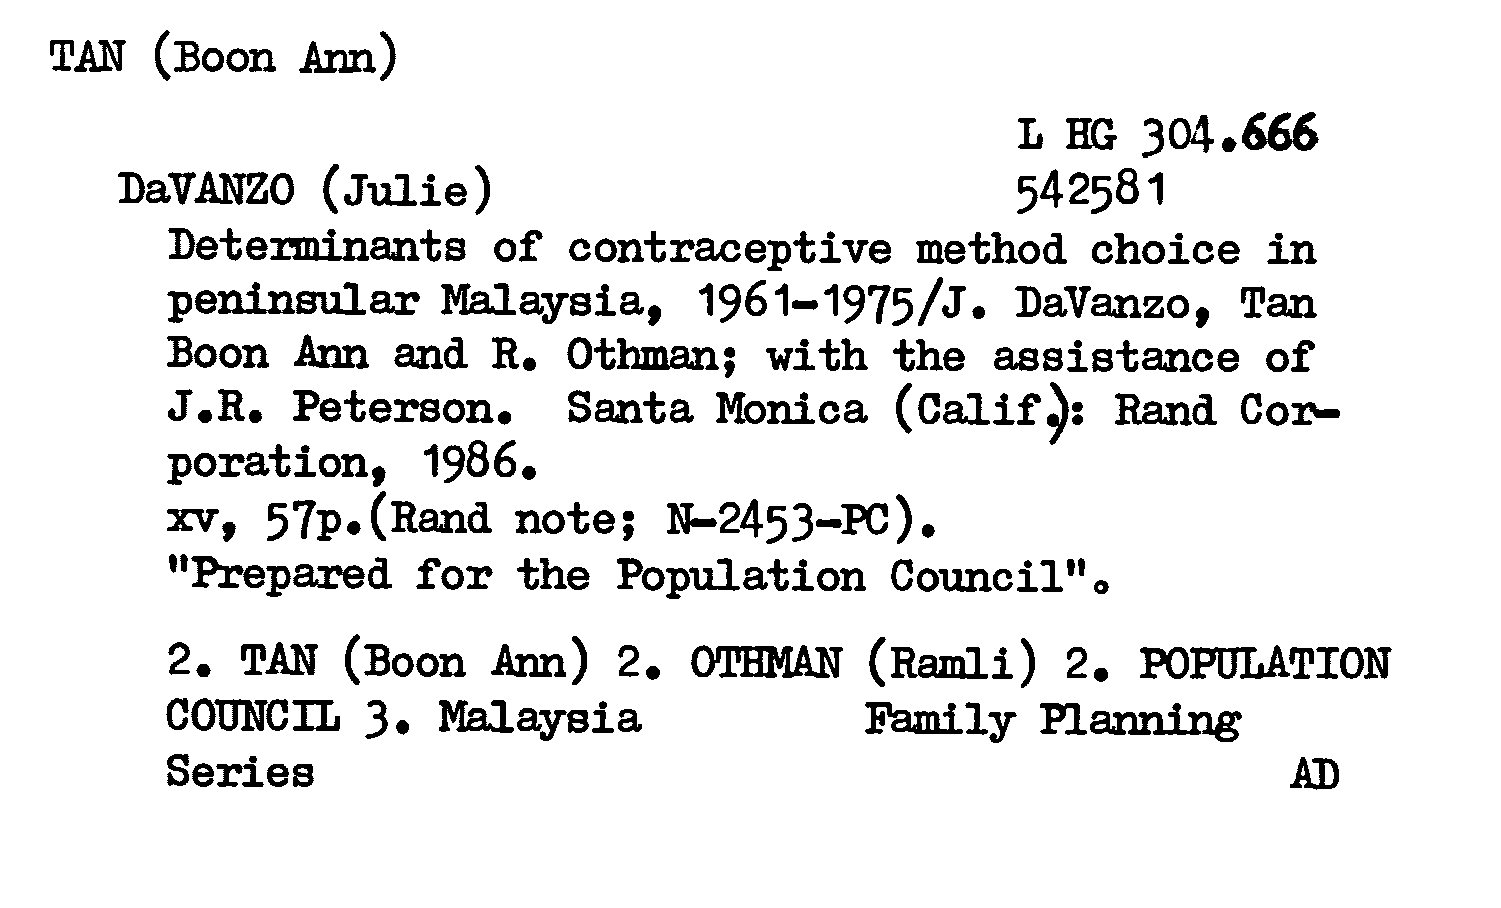 TAN (Boon Ann)
L HG 304.666
DaVANZO (Julie) 542581
Determinants of contraceptive method choice in
peninsular Malaysia, 1961-1975/J. DaVanzo, Tan
Boon Ann and R. Othman; with the assistance of
J.R. Peterson. Santa Monica (Calif.): Rand Cor-
poration, 1986.
xv, 57p.(Rand note; N-2453-PC).
"Prepared for the Population Council".
2. TAN (Boon Ann) 2. OTHMAN (Ramli) 2. POPULATION
COUNCIL 3. Malaysia Family Planning
Series AD